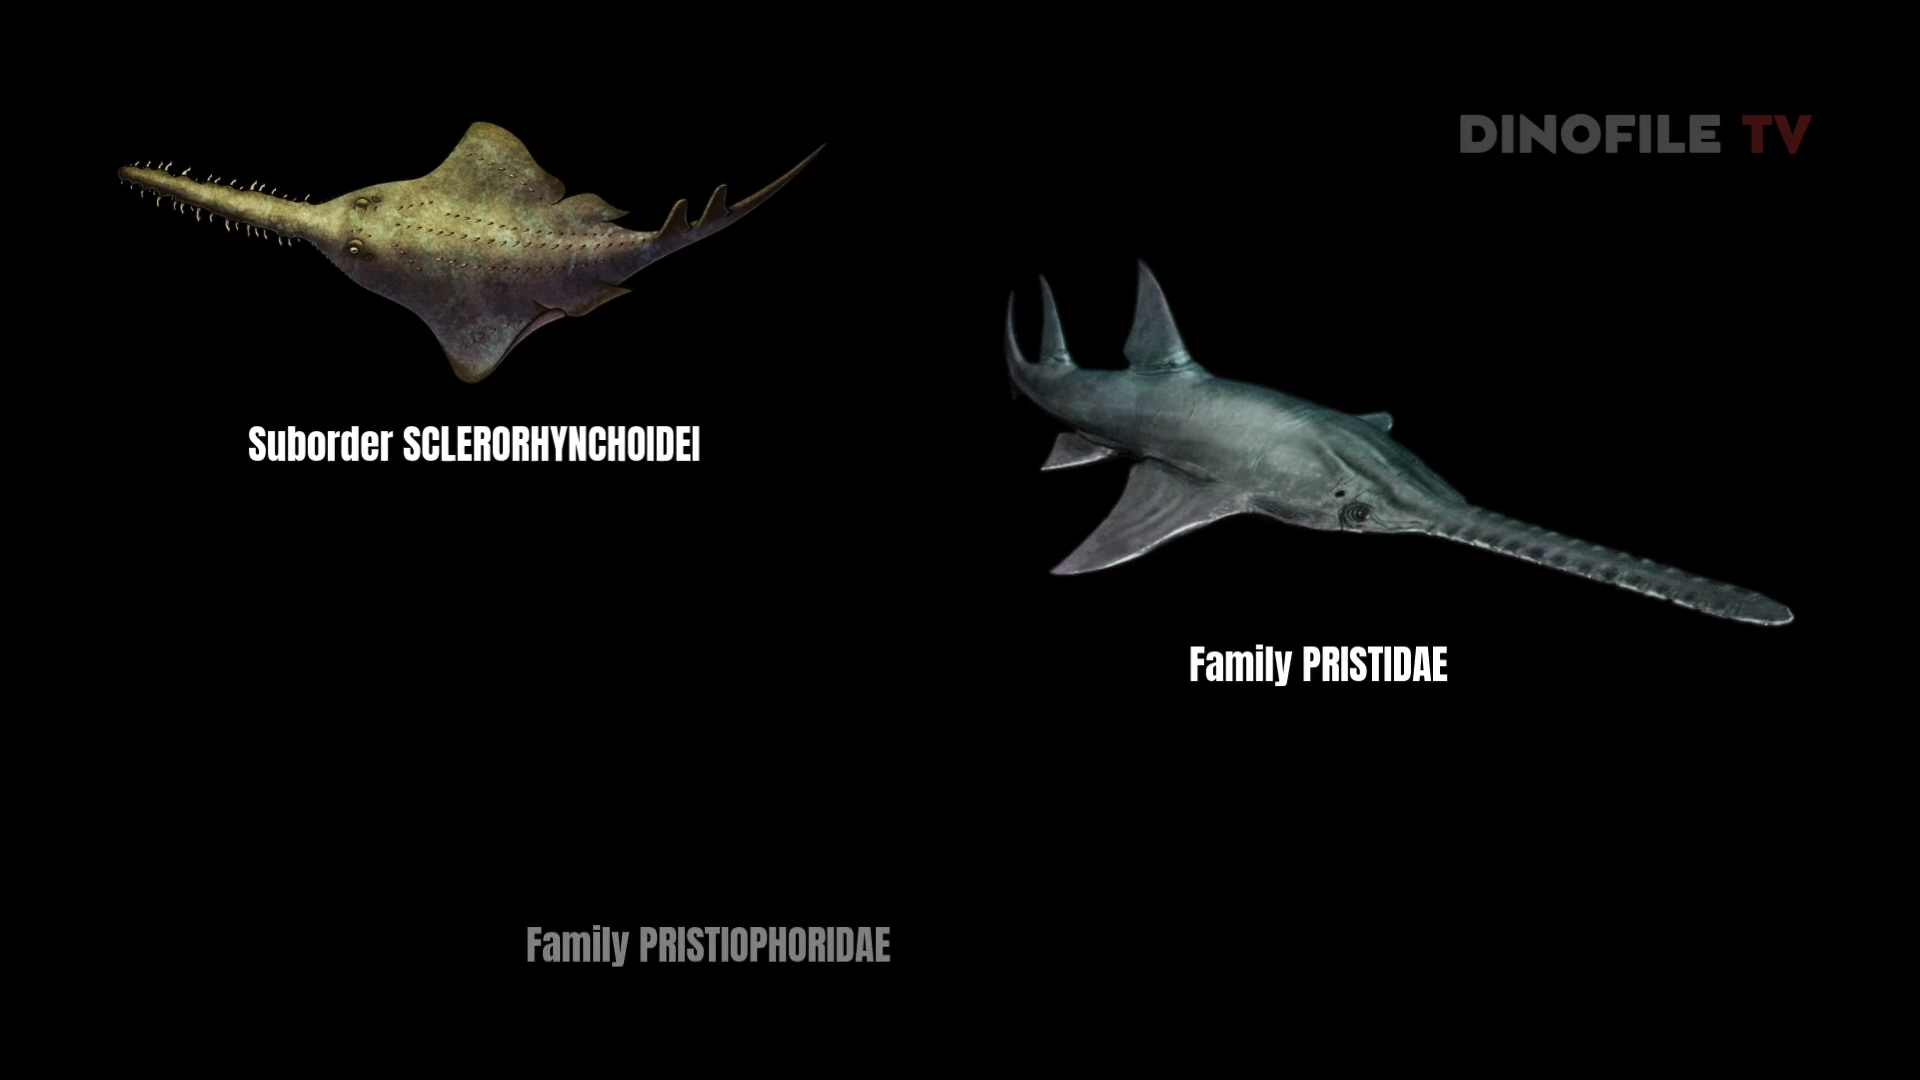 DINOFILE TV
Suborder SCLERORHYNCHOIDEI
Family PRISTIDAE
Family PRISTIOPHORIDAE